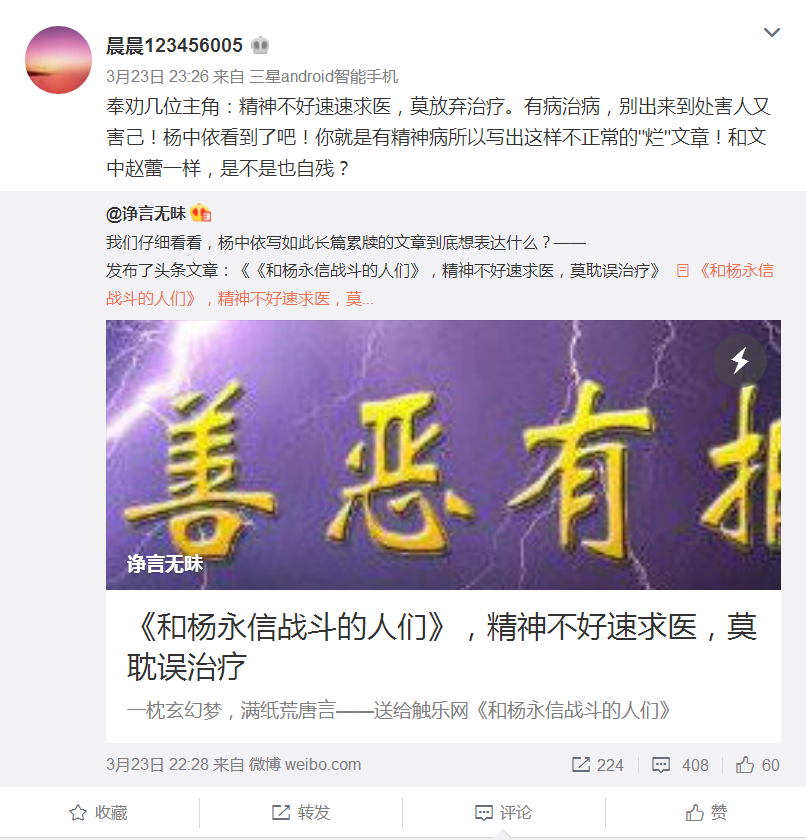 晨晨123456005
3月23日 23:26 来自 三星android智能手机
奉劝几位主角：精神不好速速求医，莫放弃治疗。有病治病，别出来到处害人又
害己！杨中依看到了吧！你就是有精神病所以写出这样不正常的"烂"文章！和文
中赵蕾一样，是不是也自残？
@诤言无昧
我们仔细看看，杨中依写如此长篇累牍的文章到底想表达什么？——
发布了头条文章：《《和杨永信战斗的人们》，精神不好速求医，莫耽误治疗》 《和杨永信
战斗的人们》，精神不好速求医，莫...
善恶有
诤言无昧
《和杨永信战斗的人们》，精神不好速求医，莫
耽误治疗
一枕玄幻梦，满纸荒唐言——送给触乐网《和杨永信战斗的人们》
3月23日 22:28 来自 微博 weibo.com 224 408 60
收藏 转发 评论 赞